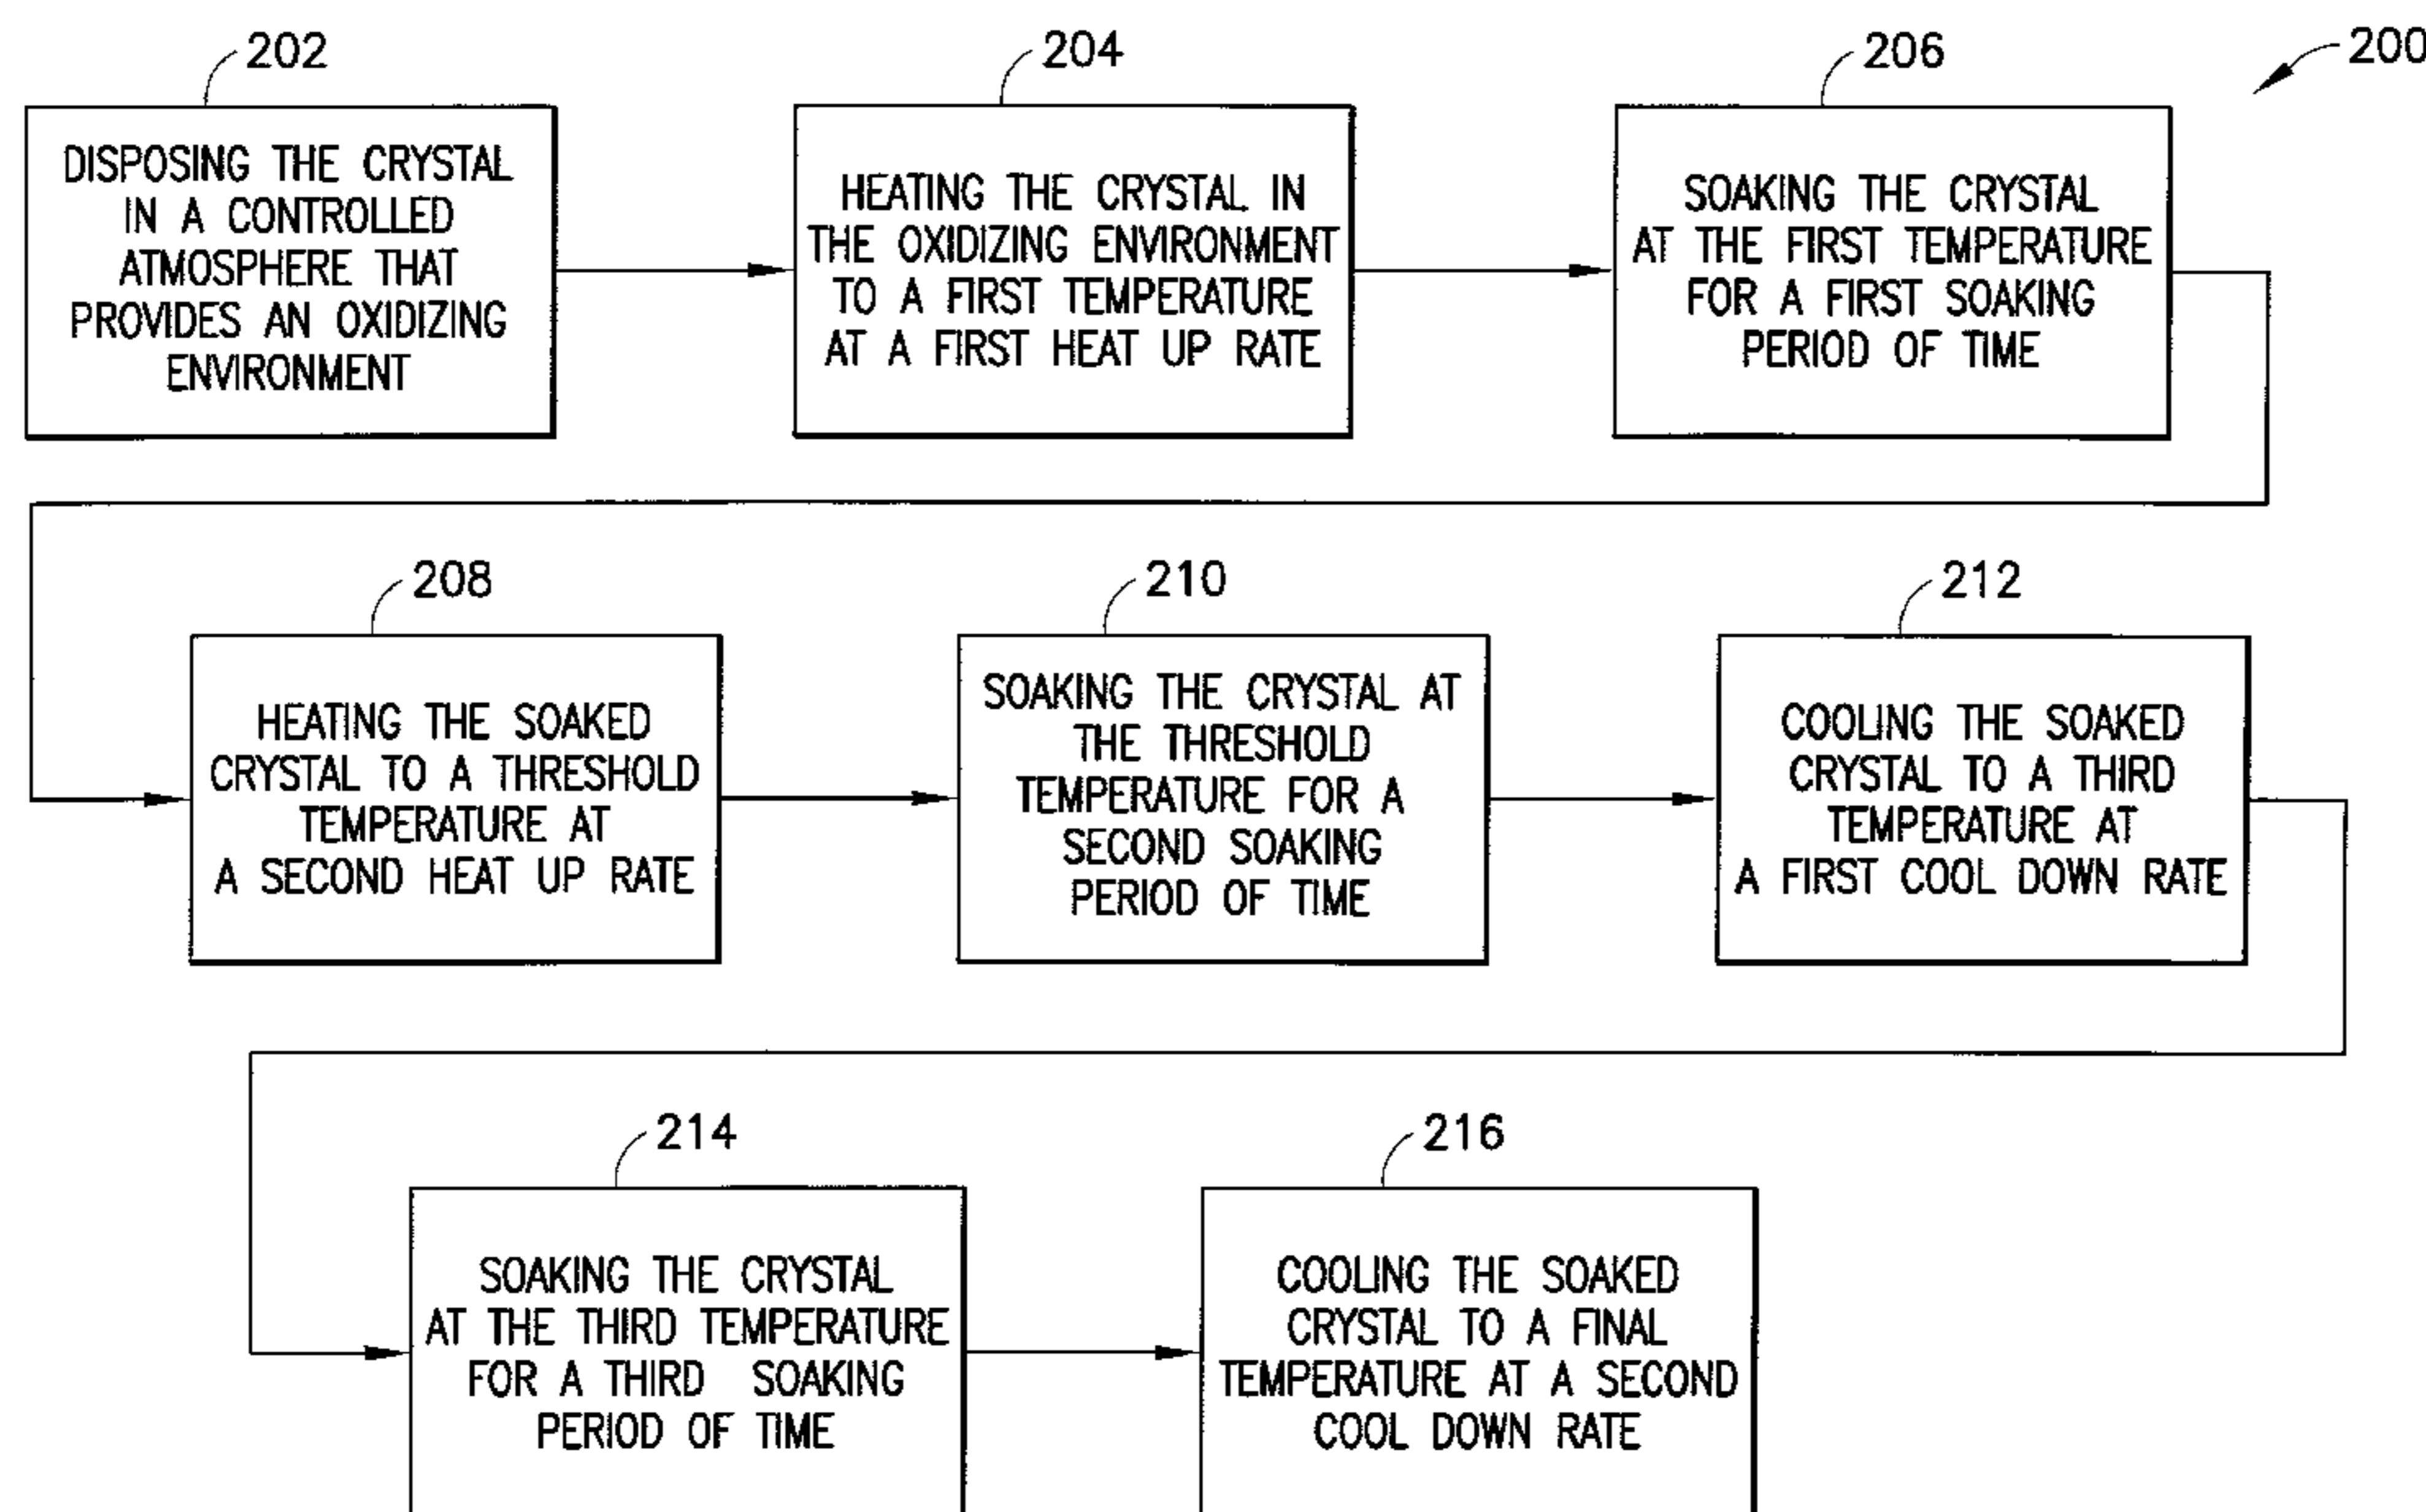 202
204
206
200
DISPOSING THE CRYSTAL
IN A CONTROLLED
ATMOSPHERE THAT
PROVIDES AN OXIDIZING
ENVIRONMENT
HEATING THE CRYSTAL IN
THE OXIDIZING ENVIRONMENT
TO A FIRST TEMPERATURE
AT A FIRST HEAT UP RATE
SOAKING THE CRYSTAL
AT THE FIRST TEMPERATURE
FOR A FIRST SOAKING
PERIOD OF TIME
208
210
212
HEATING THE SOAKED
CRYSTAL TO A THRESHOLD
TEMPERATURE AT
A SECOND HEAT UP RATE
SOAKING THE CRYSTAL AT
THE THRESHOLD
TEMPERATURE FOR A
SECOND SOAKING
PERIOD OF TIME
COOLING THE SOAKED
CRYSTAL TO A THIRD
TEMPERATURE AT
A FIRST COOL DOWN RATE
214
216
SOAKING THE CRYSTAL
AT THE THIRD TEMPERATURE
FOR A THIRD SOAKING
PERIOD OF TIME
COOLING THE SOAKED
CRYSTAL TO A FINAL
TEMPERATURE AT A SECOND
COOL DOWN RATE